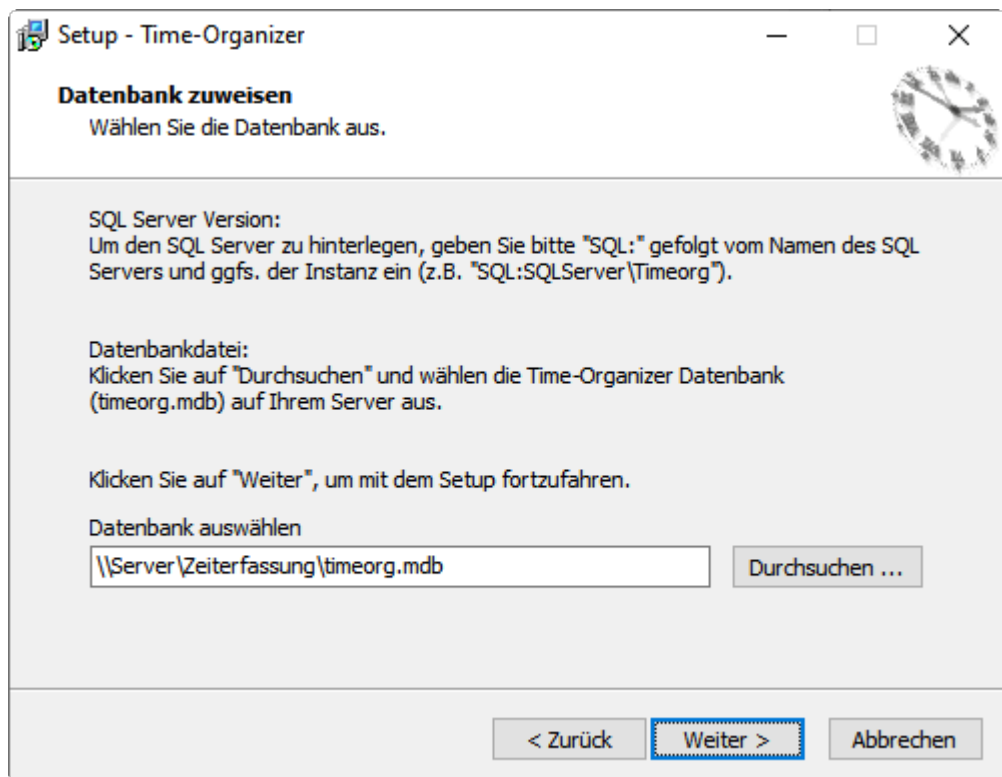 Setup - Time-Organizer
Datenbank zuweisen
Wählen Sie die Datenbank aus.
SQL Server Version:
Um den SQL Server zu hinterlegen, geben Sie bitte "SQL:" gefolgt vom Namen des SQL
Servers und ggfs. der Instanz ein (z.B. "SQL:SQLServer\Timeorg").
Datenbankdatei:
Klicken Sie auf "Durchsuchen" und wählen die Time-Organizer Datenbank
(timeorg.mdb) auf Ihrem Server aus.
Klicken Sie auf "Weiter", um mit dem Setup fortzufahren.
Datenbank auswählen
\\Server\Zeiterfassung\timeorg.mdb
Durchsuchen ...
< Zurück
Weiter >
Abbrechen